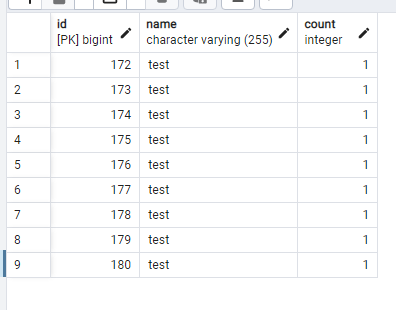 id name count
[PK] bigint character varying (255) integer
1 172 test 1
2 173 test 1
3 174 test 1
4 175 test 1
5 176 test 1
6 177 test 1
7 178 test 1
8 179 test 1
9 180 test 1